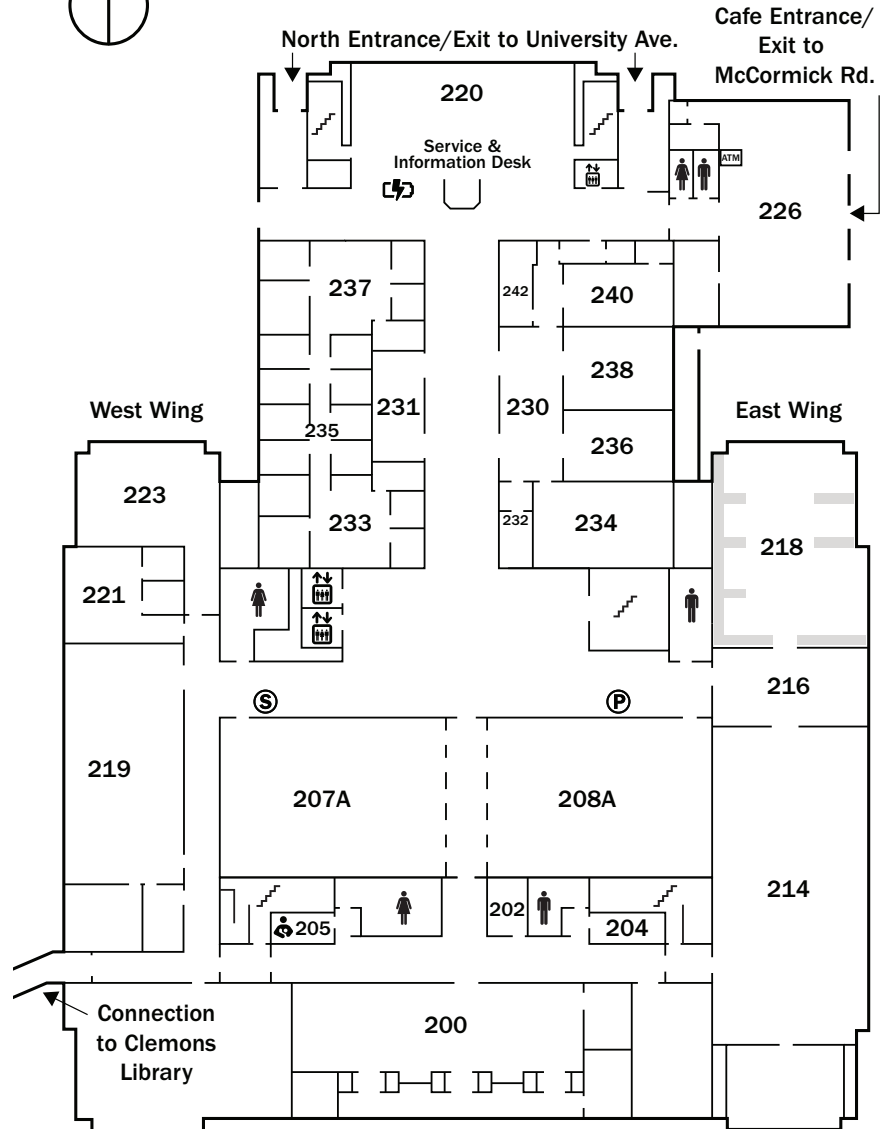 North Entrance/Exit to University Ave.
Cafe Entrance/
Exit to
McCormick Rd.
220
Service &
Information Desk
ATM
226
237
242
240
238
231
230
235
236
West Wing
East Wing
223
233
232
234
218
221
216
S
P
219
207A
208A
214
205
202
204
Connection
to Clemons
Library
200